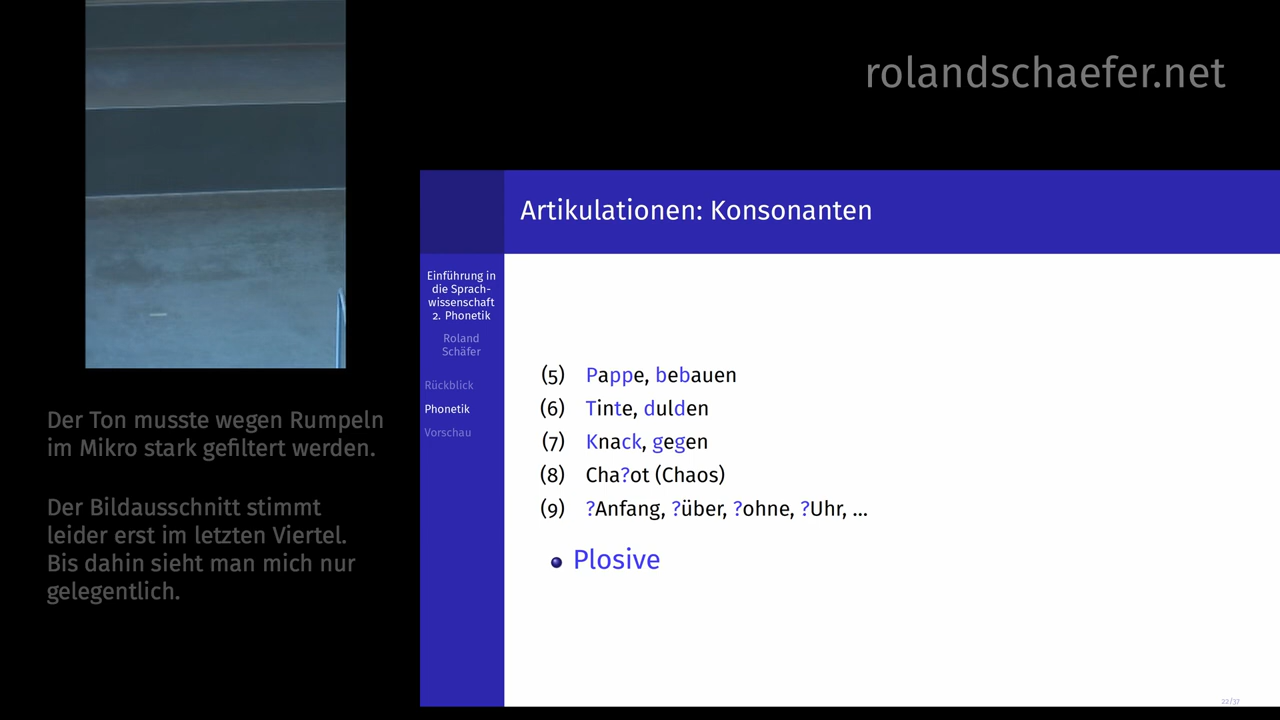 rolandschaefer.net
Artikulationen: Konsonanten
Einführung in
die Sprach-
wissenschaft
2. Phonetik
Roland
Schäfer
Rückblick
Phonetik
Vorschau
(5) Pappe, bebauen
(6) Tinte, dulden
(7) Knack, gegen
(8) Cha?ot (Chaos)
(9) ?Anfang, ?über, ?ohne, ?Uhr, ...
Plosive
22/37
Der Ton musste wegen Rumpeln
im Mikro stark gefiltert werden.
Der Bildausschnitt stimmt
leider erst im letzten Viertel.
Bis dahin sieht man mich nur
gelegentlich.